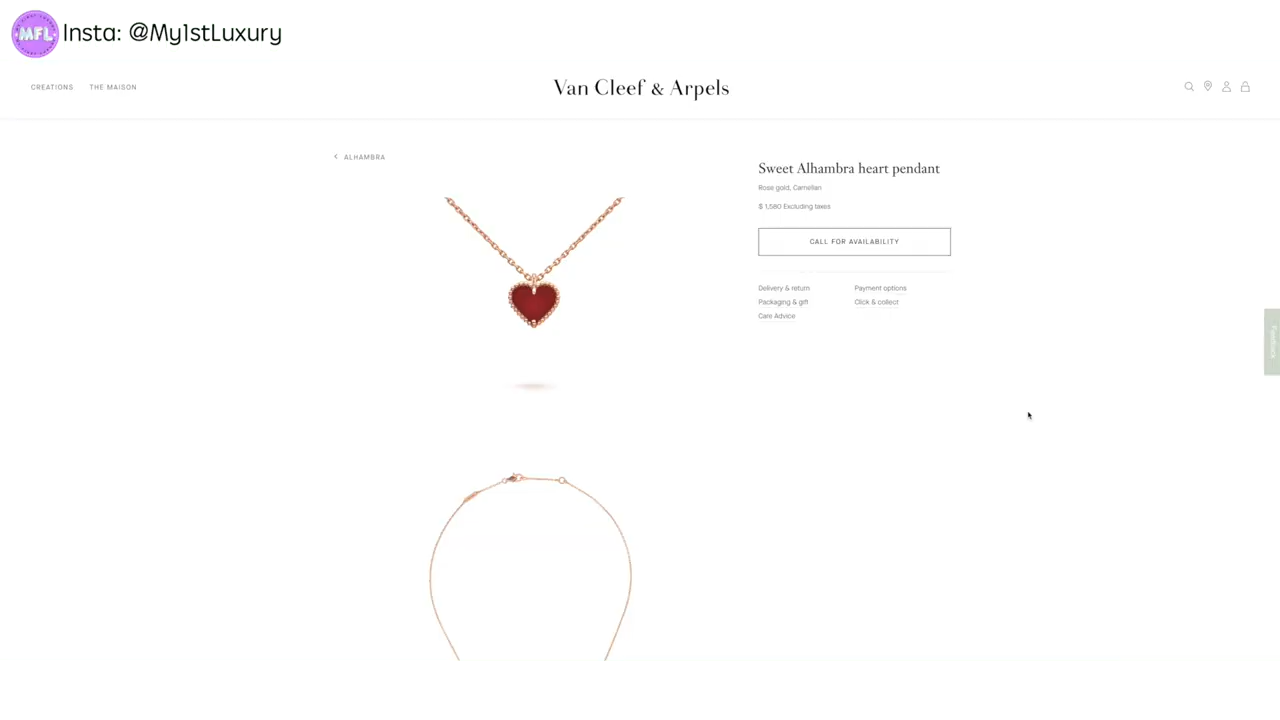 MFL
Insta: @My1stLuxury
CREATIONS THE MAISON
Van Cleef & Arpels
ALHAMBRA
Sweet Alhambra heart pendant
Rose gold, Carnelian
$ 1,580 Excluding taxes
CALL FOR AVAILABILITY
Delivery & return Payment options
Packaging & gift Click & collect
Care Advice
Feedback